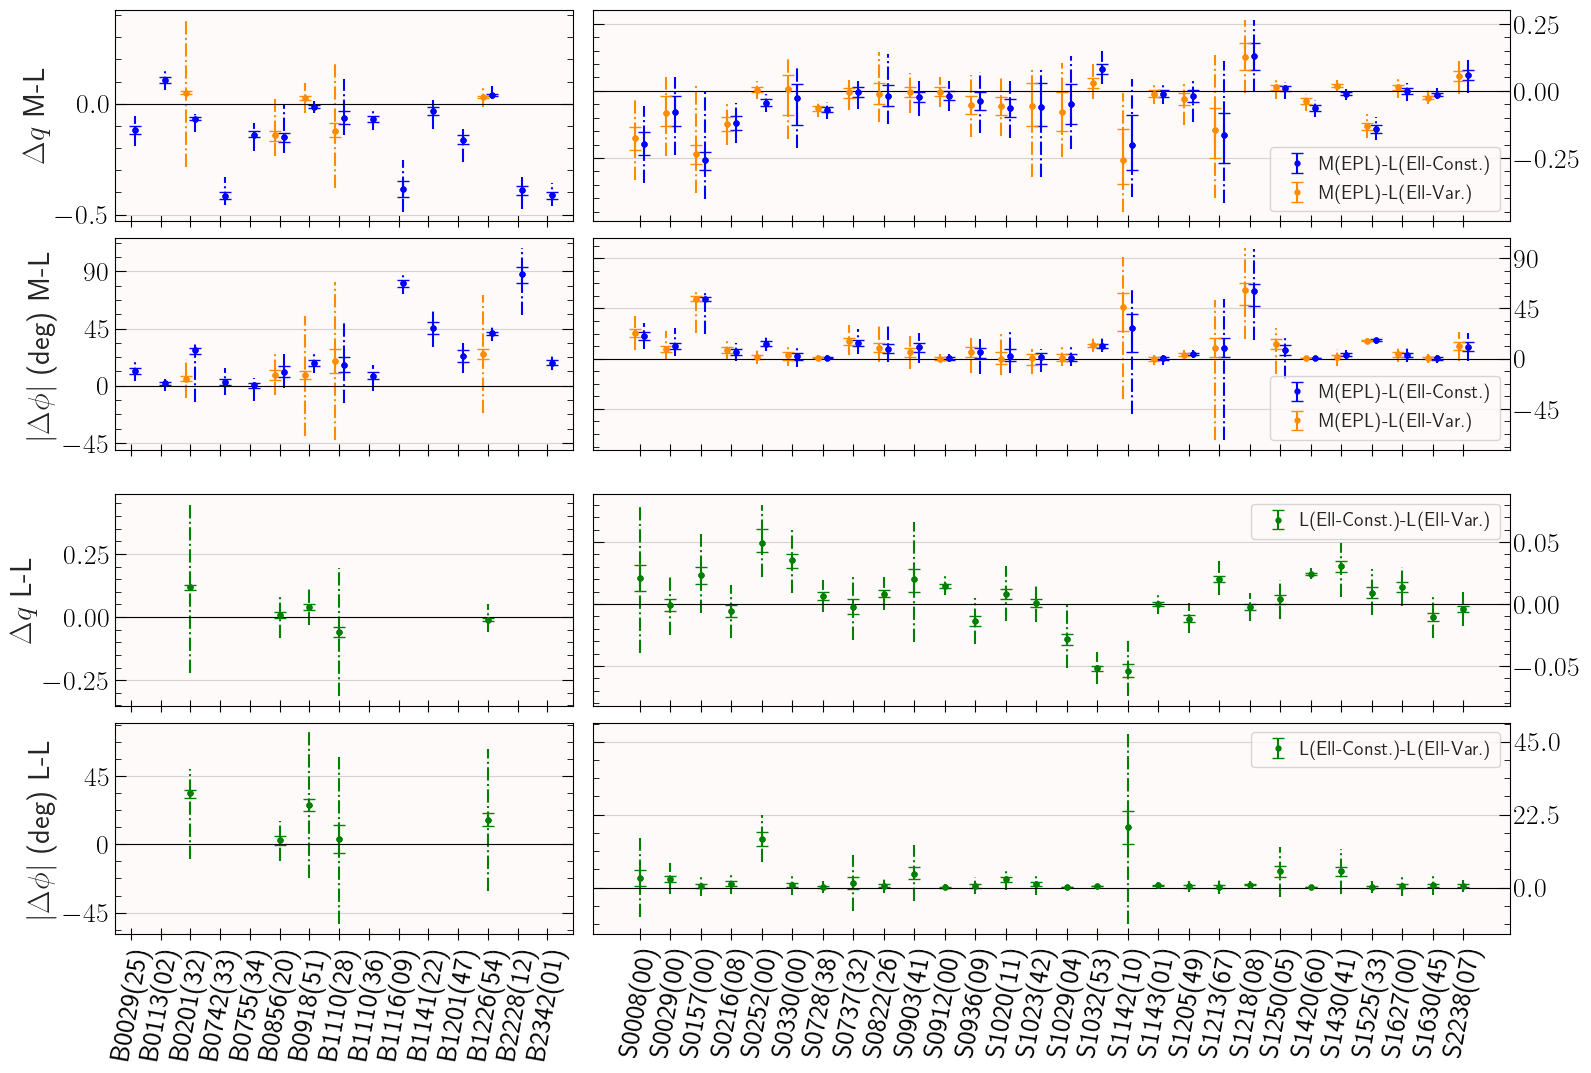 Δq M-L
0.0
−0.5
0.25
0.00
−0.25
M(EPL)-L(Ell-Const.)
M(EPL)-L(Ell-Var.)
|Δϕ| (deg) M-L
90
45
0
−45
90
45
0
−45
M(EPL)-L(Ell-Const.)
M(EPL)-L(Ell-Var.)
Δq L-L
0.25
0.00
−0.25
0.05
0.00
−0.05
L(Ell-Const.)-L(Ell-Var.)
|Δϕ| (deg) L-L
45
0
−45
45.0
22.5
0.0
L(Ell-Const.)-L(Ell-Var.)
B0029(25)
B0113(02)
B0201(32)
B0742(33)
B0755(34)
B0856(20)
B0918(51)
B1110(28)
B1110(36)
B1116(09)
B1141(22)
B1201(47)
B1226(54)
B2228(12)
B2342(01)
S0008(00)
S0029(00)
S0157(00)
S0216(08)
S0252(00)
S0330(00)
S0728(38)
S0737(32)
S0822(26)
S0903(41)
S0912(00)
S0936(09)
S1020(11)
S1023(42)
S1029(04)
S1032(53)
S1142(10)
S1143(01)
S1205(49)
S1213(67)
S1218(08)
S1250(05)
S1420(60)
S1430(41)
S1525(33)
S1627(00)
S1630(45)
S2238(07)